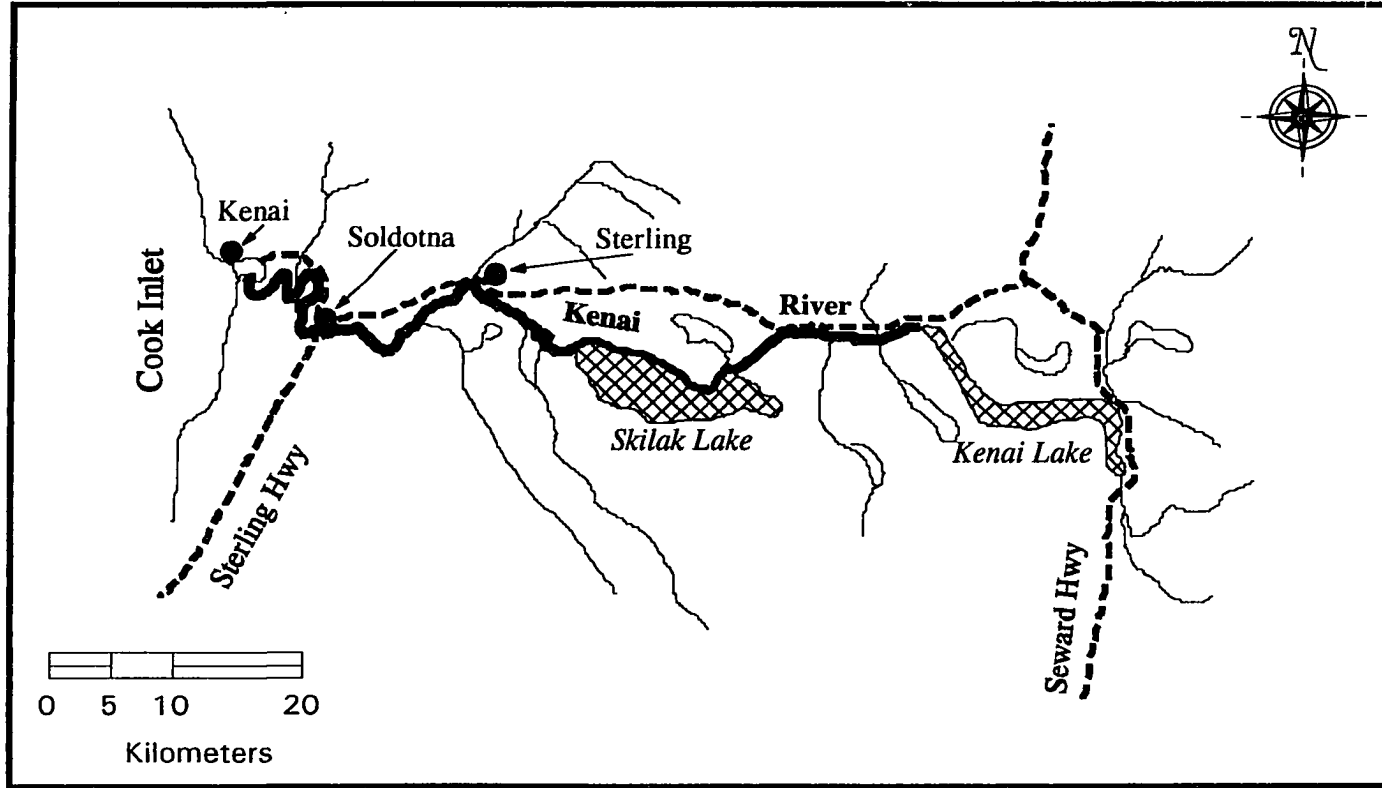 N
Kenai
Soldotna
Sterling
Cook Inlet
River
Kenai
Skilak Lake
Kenai Lake
Sterling Hwy
Seward Hwy
0 5 10 20
Kilometers